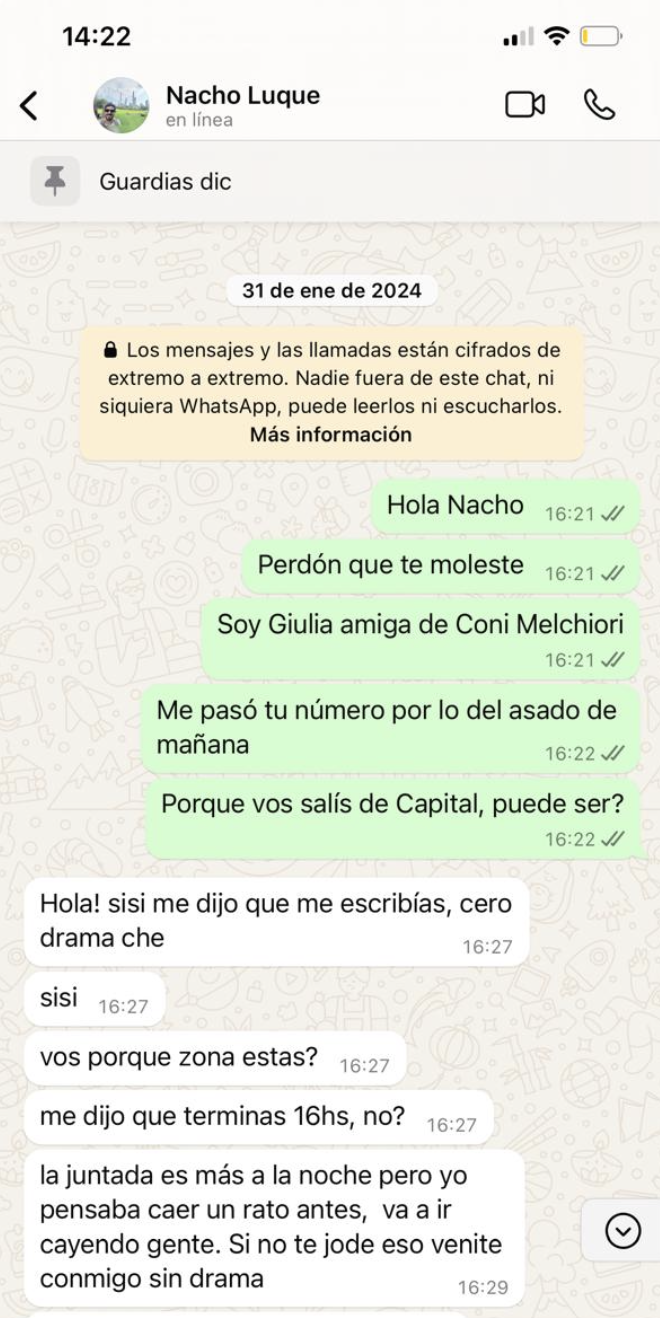 14:22
Nacho Luque
en línea
Guardias dic
31 de ene de 2024
Los mensajes y las llamadas están cifrados de
extremo a extremo. Nadie fuera de este chat, ni
siquiera WhatsApp, puede leerlos ni escucharlos.
Más información
Hola Nacho 16:21
Perdón que te moleste 16:21
Soy Giulia amiga de Coni Melchiori
16:21
Me pasó tu número por lo del asado de
mañana 16:22
Porque vos salís de Capital, puede ser?
16:22
Hola! sisi me dijo que me escribías, cero
drama che 16:27
sisi 16:27
vos porque zona estas? 16:27
me dijo que terminas 16hs, no? 16:27
la juntada es más a la noche pero yo
pensaba caer un rato antes, va a ir
cayendo gente. Si no te jode eso venite
conmigo sin drama 16:29